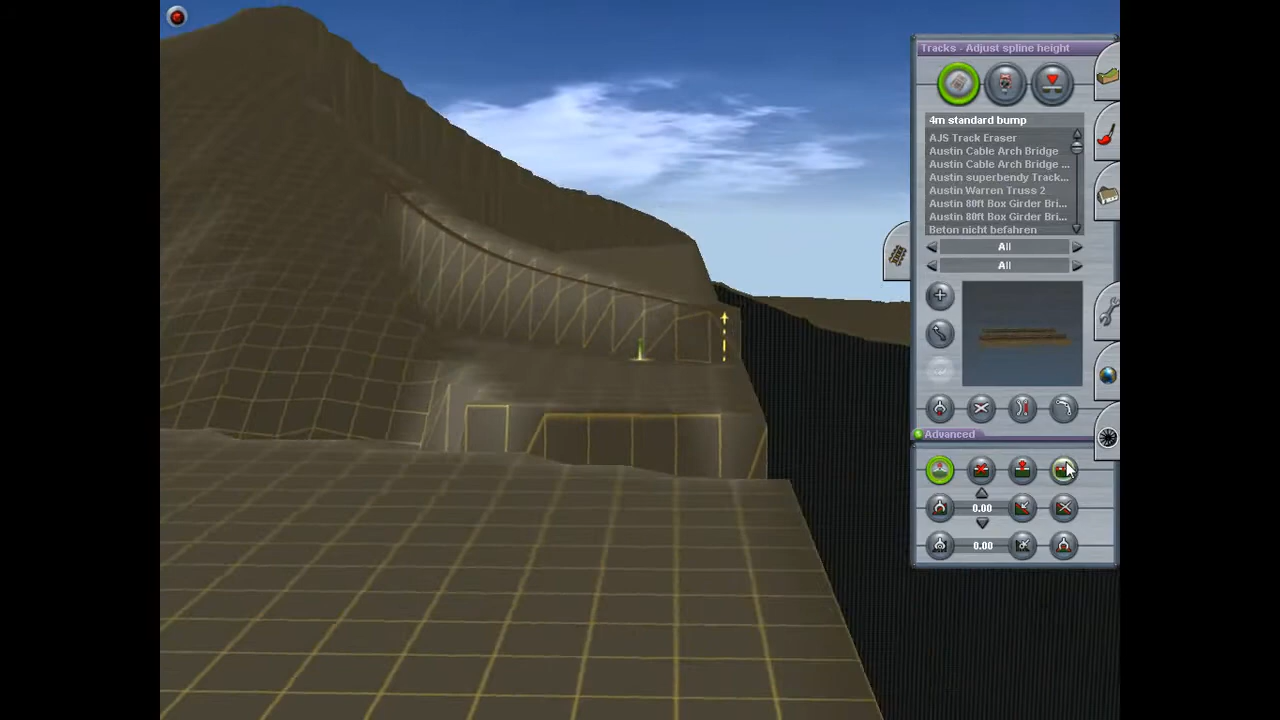 Tracks - Adjust spline height
4m standard bump
AJS Track Eraser
Austin Cable Arch Bridge
Austin Cable Arch Bridge ...
Austin superbendy Track...
Austin Warren Truss 2
Austin 80ft Box Girder Bri...
Austin 80ft Box Girder Bri...
Beton nicht befahren
All
All
Advanced
0.00
0.00